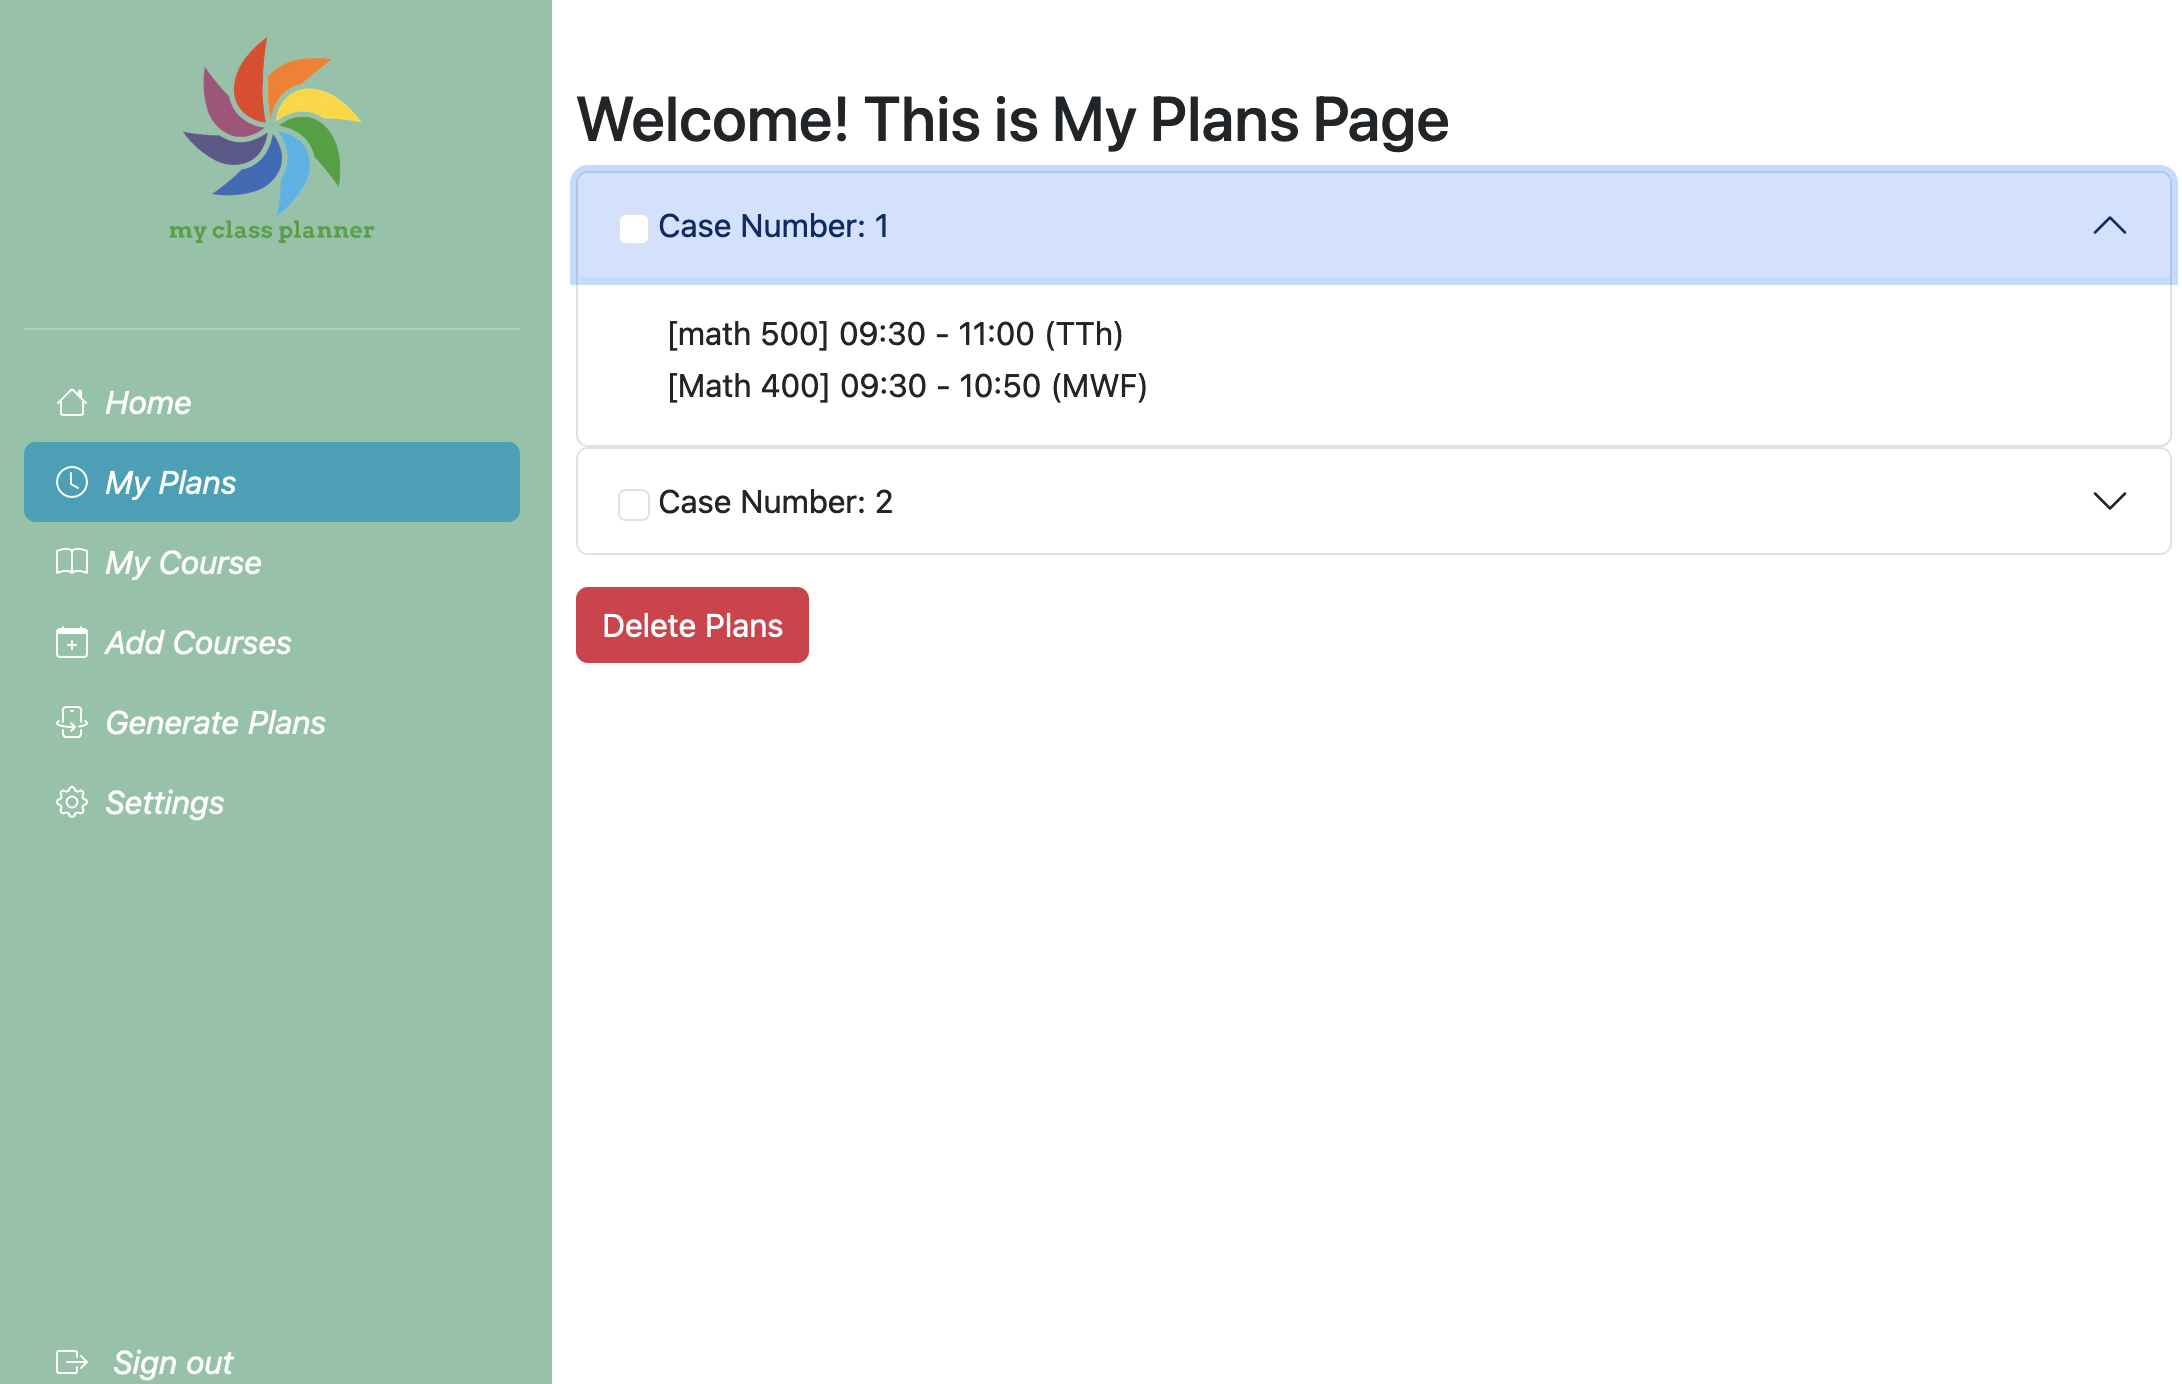 my class planner
Home
My Plans
My Course
Add Courses
Generate Plans
Settings
Sign out
Welcome! This is My Plans Page
Case Number: 1
[math 500] 09:30 - 11:00 (TTh)
[Math 400] 09:30 - 10:50 (MWF)
Case Number: 2
Delete Plans